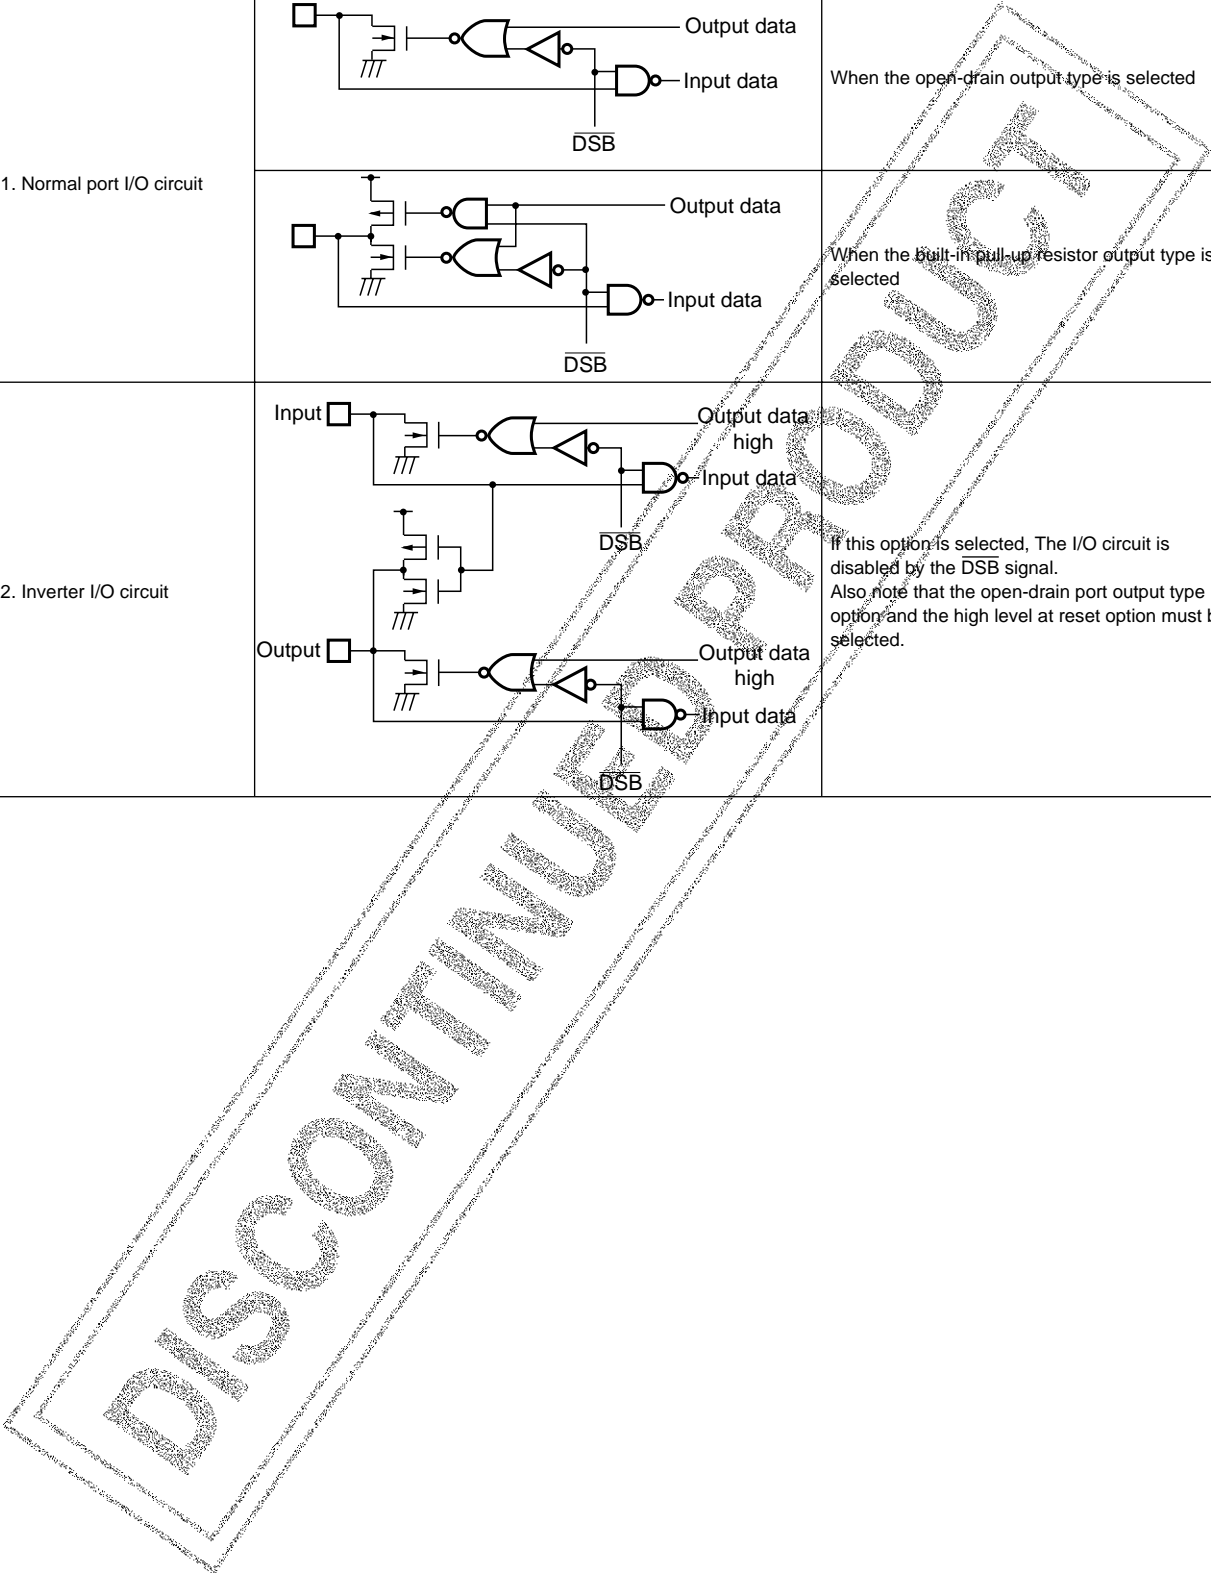 Output data
Input data
DSB
When the open-drain output type is selected
1. Normal port I/O circuit
Output data
Input data
DSB
When the built-in pull-up resistor output type is
selected
2. Inverter I/O circuit
Input
Output data
high
Input data
DSB
Output
Output data
high
Input data
DSB
If this option is selected, The I/O circuit is
disabled by the DSB signal.
Also note that the open-drain port output type
option and the high level at reset option must
selected.
DISCONTINUED PRODUCT